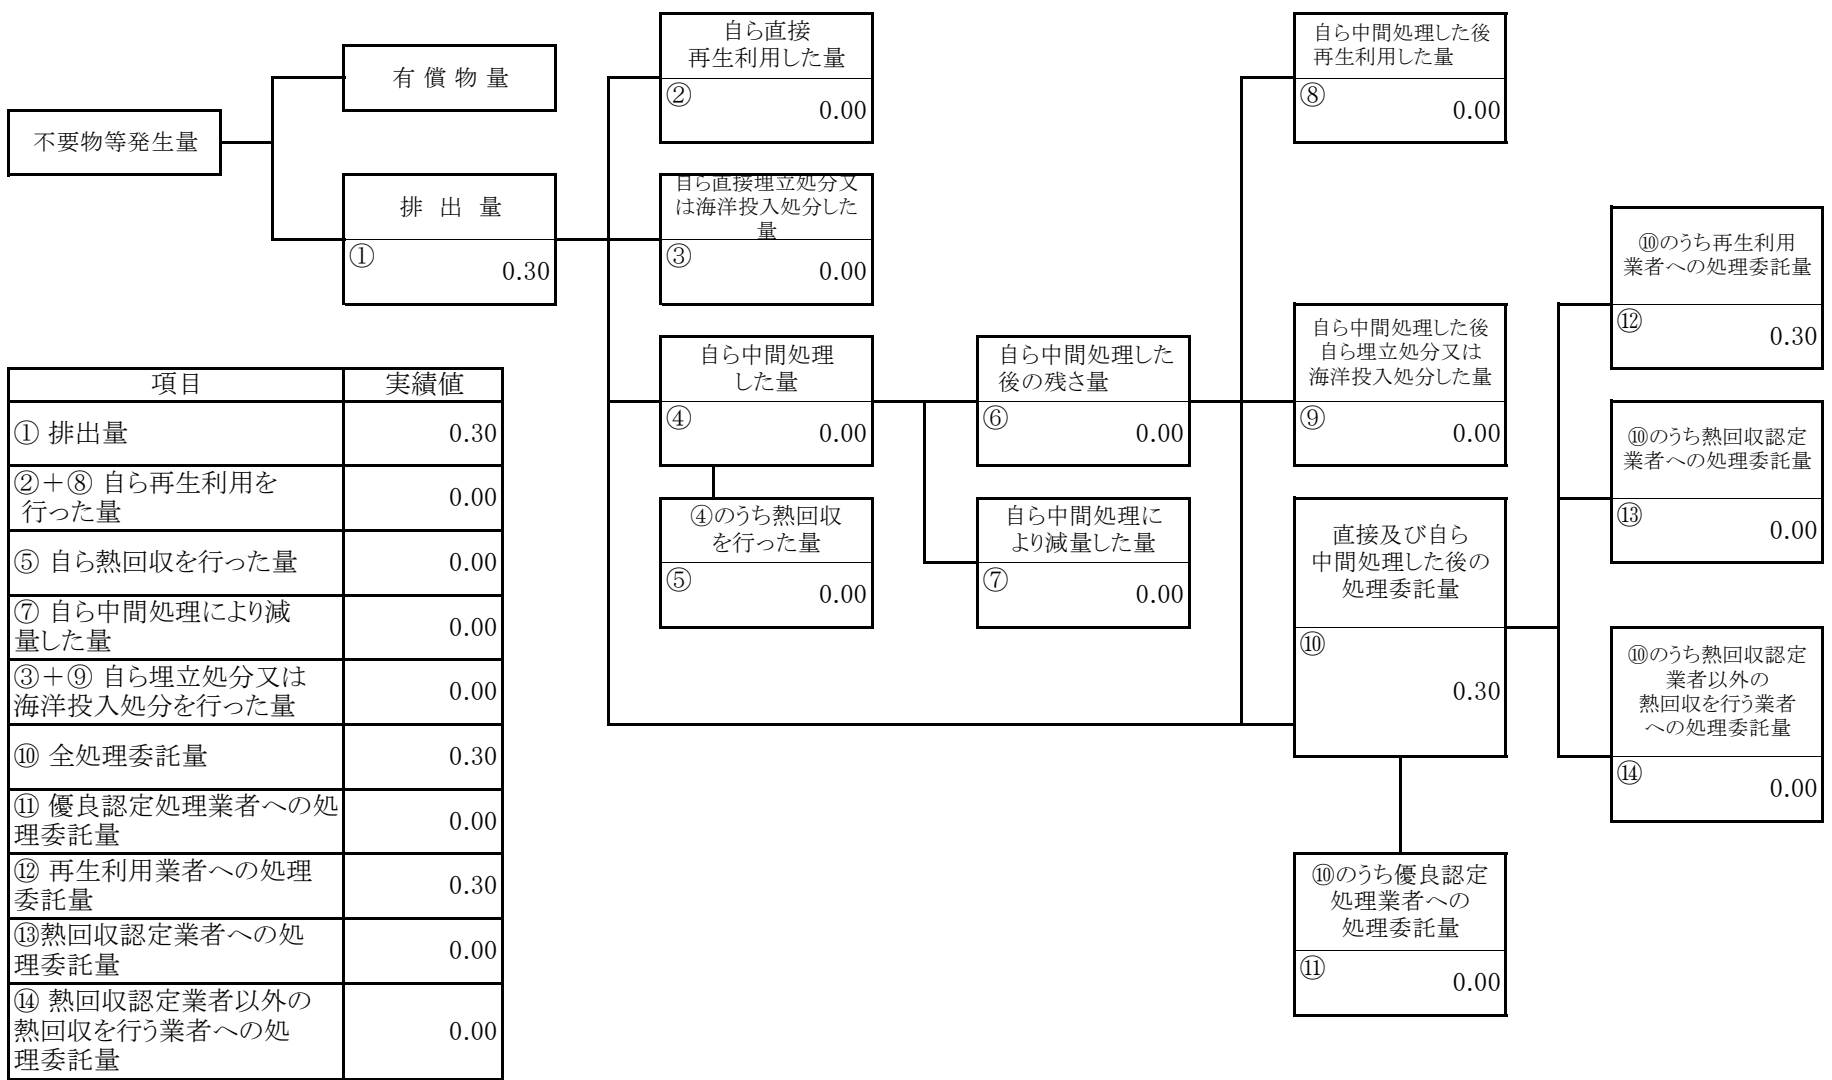 不要物等発生量
有 償 物 量
排 出 量
①
0.30
自ら直接
再生利用した量
②
0.00
自ら直接埋立処分又
は海洋投入処分した
量
③
0.00
自ら中間処理
した量
④
0.00
④のうち熱回収
を行った量
⑤
0.00
自ら中間処理した
後の残さ量
⑥
0.00
自ら中間処理に
より減量した量
⑦
0.00
自ら中間処理した後
再生利用した量
⑧
0.00
自ら中間処理した後
自ら埋立処分又は
海洋投入処分した量
⑨
0.00
直接及び自ら
中間処理した後の
処理委託量
⑩
0.30
⑩のうち優良認定
処理業者への
処理委託量
⑪
0.00
⑩のうち再生利用
業者への処理委託量
⑫
0.30
⑩のうち熱回収認定
業者への処理委託量
⑬
0.00
⑩のうち熱回収認定
業者以外の
熱回収を行う業者
への処理委託量
⑭
0.00
項目 実績値
① 排出量 0.30
②+⑧ 自ら再生利用を
行った量 0.00
⑤ 自ら熱回収を行った量 0.00
⑦ 自ら中間処理により減
量した量 0.00
③+⑨ 自ら埋立処分又は
海洋投入処分を行った量 0.00
⑩ 全処理委託量 0.30
⑪ 優良認定処理業者への処
理委託量 0.00
⑫ 再生利用業者への処理
委託量 0.30
⑬熱回収認定業者への処
理委託量 0.00
⑭ 熱回収認定業者以外の
熱回収を行う業者への処
理委託量 0.00